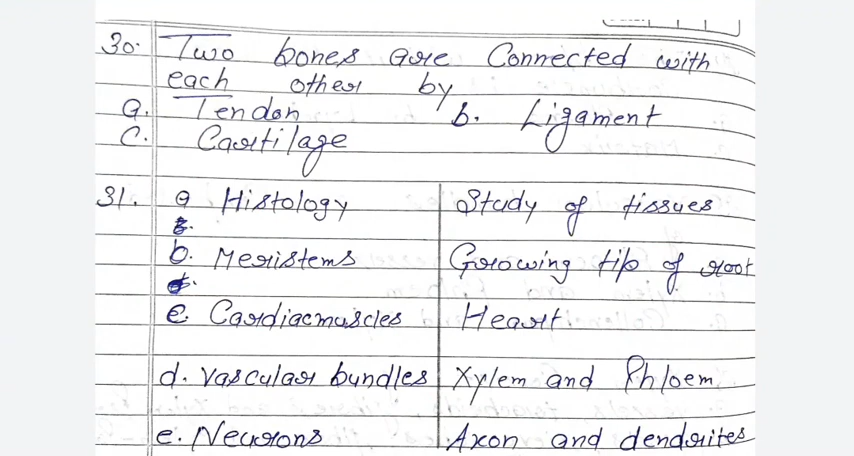 30. Two bones are Connected with
each other by
a. Tendon b. Ligament
c. Cartilage
31. a Histology Study of tissues
b. Meristems Growing tip of root
c. Cardiacmuscles Heart.
d. Vascular bundles Xylem and Phloem
e. Neurons Axon and dendrites